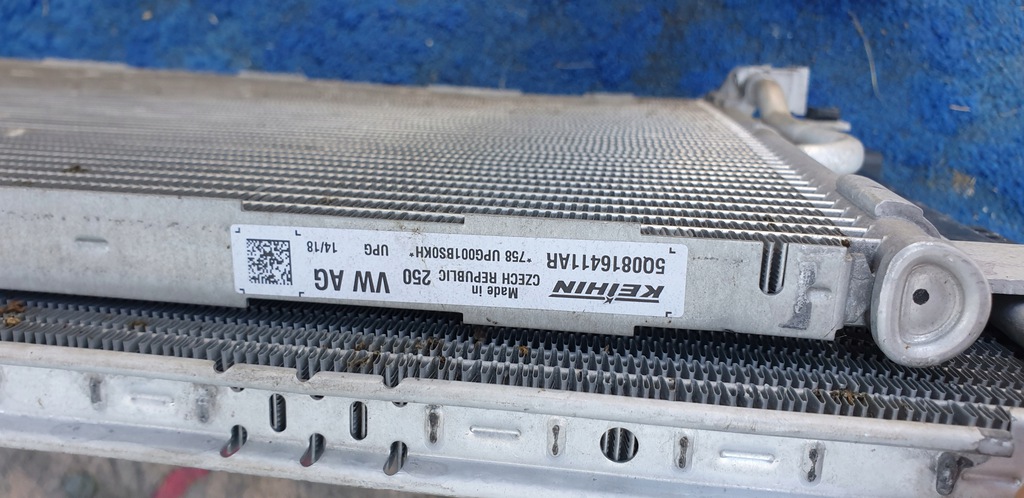 KEIHIN
Made in
CZECH REPUBLIC 250 VW AG
5Q0816411AR
*758 UPG001BS0KH* UPG 14/18